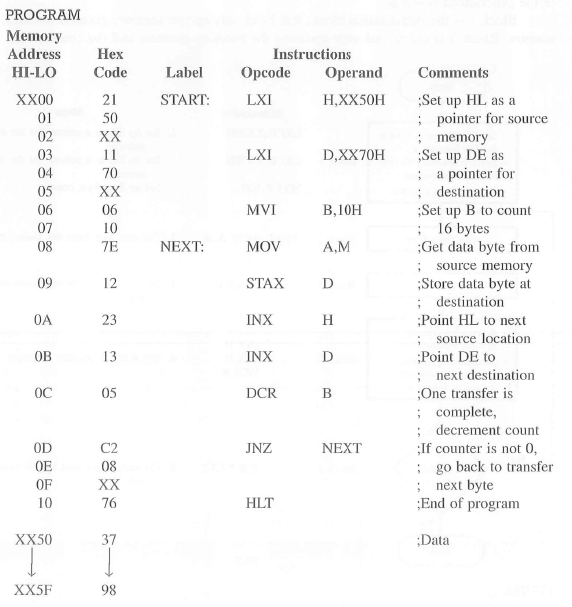 PROGRAM
Memory
Address Hex Instructions
HI-LO Code Label Opcode Operand Comments
XX00 21 START: LXI H,XX50H ;Set up HL as a
01 50 ; pointer for source
02 XX ; memory
03 11 LXI D,XX70H ;Set up DE as
04 70 ; a pointer for
05 XX ; destination
06 06 MVI B,10H ;Set up B to count
07 10 ; 16 bytes
08 7E NEXT: MOV A,M ;Get data byte from
; source memory
09 12 STAX D ;Store data byte at
; destination
0A 23 INX H ;Point HL to next
; source location
0B 13 INX D ;Point DE to
; next destination
0C 05 DCR B ;One transfer is
; complete,
; decrement count
0D C2 JNZ NEXT ;If counter is not 0,
0E 08 ; go back to transfer
0F XX ; next byte
10 76 HLT ;End of program
XX50 37 ;Data
↓ ↓
XX5F 98